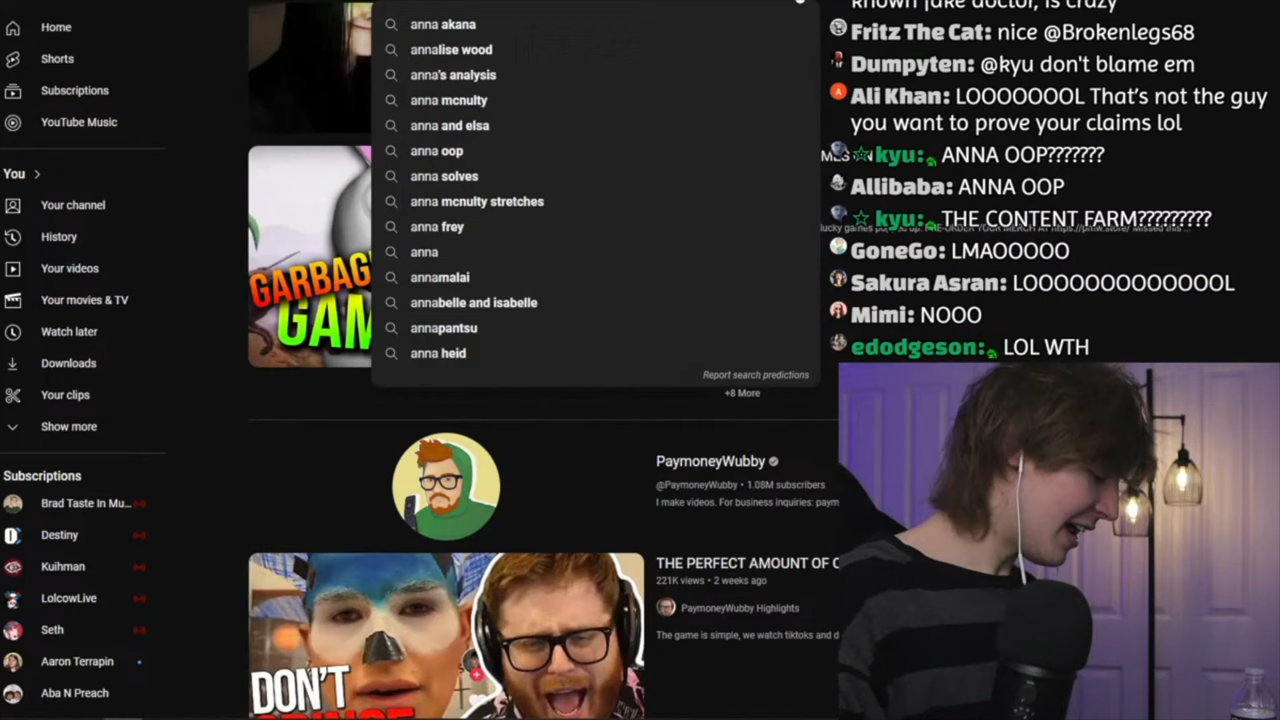 Home
Shorts
Subscriptions
YouTube Music
You
Your channel
History
Your videos
Your movies & TV
Watch later
Downloads
Your clips
Show more
Subscriptions
Brad Taste In Mu...
Destiny
Kuihman
LolcowLive
Seth
Aaron Terrapin
Aba N Preach
anna akana
annalise wood
anna's analysis
anna mcnulty
anna and elsa
anna oop
anna solves
anna mcnulty stretches
anna frey
anna
annamalai
annabelle and isabelle
annapantsu
anna heid
Report search predictions
+8 More
GARBAG
GAM
PaymoneyWubby
@PaymoneyWubby • 1.08M subscribers
I make videos. For business inquiries: paym
DON'T
THE PERFECT AMOUNT OF C
221K views • 2 weeks ago
PaymoneyWubby Highlights
The game is simple, we watch tiktoks and d
known fake doctor, is crazy
Fritz The Cat: nice @Brokenlegs68
Dumpyten: @kyu don't blame em
Ali Khan: LOOOOOOOL That's not the guy
you want to prove your claims lol
kyu: ANNA OOP???????
Allibaba: ANNA OOP
kyu: THE CONTENT FARM?????????
GoneGo: LMAOOOOO
Sakura Asran: LOOOOOOOOOOOOOL
Mimi: NOOO
edodgeson: LOL WTH